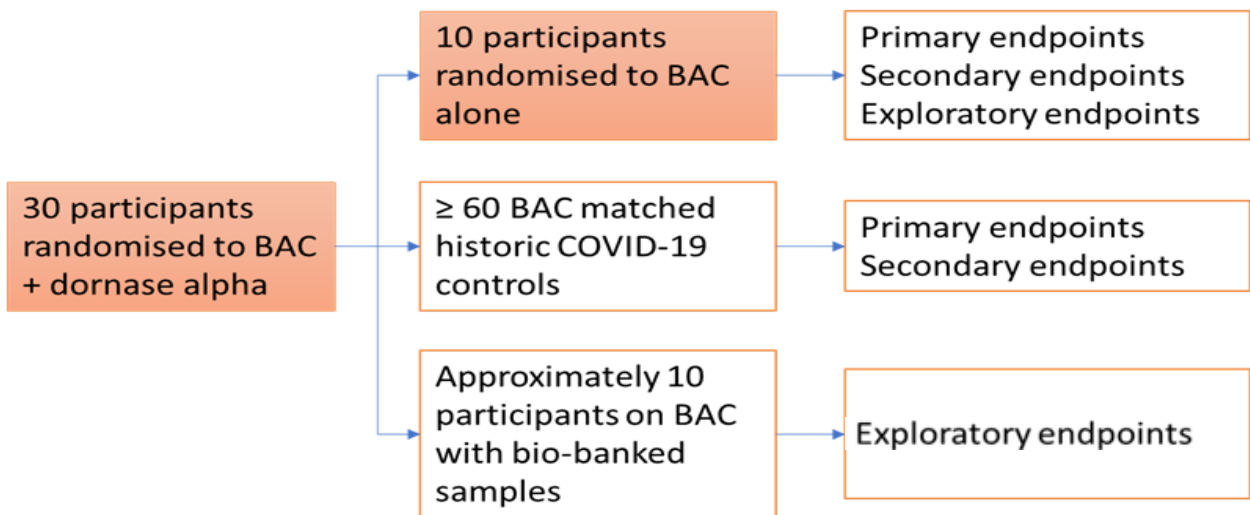 30 participants
randomised to BAC
+ dornase alpha
10 participants
randomised to BAC
alone
Primary endpoints
Secondary endpoints
Exploratory endpoints
≥ 60 BAC matched
historic COVID-19
controls
Primary endpoints
Secondary endpoints
Approximately 10
participants on BAC
with bio-banked
samples
Exploratory endpoints